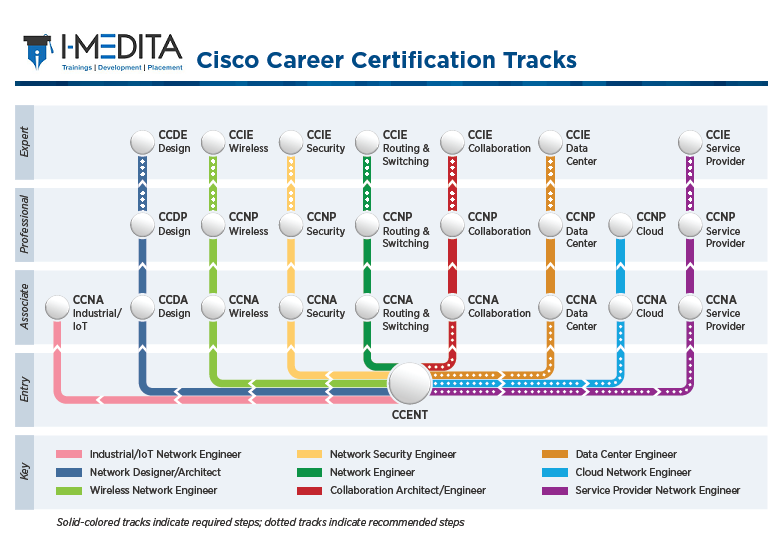 I-MEDITA
Trainings | Development | Placement
Cisco Career Certification Tracks
Expert
CCDE
Design
CCIE
Wireless
CCIE
Security
CCIE
Routing &
Switching
CCIE
Collaboration
CCIE
Data
Center
CCIE
Service
Provider
Professional
CCDP
Design
CCNP
Wireless
CCNP
Security
CCNP
Routing &
Switching
CCNP
Collaboration
CCNP
Data
Center
CCNP
Cloud
CCNP
Service
Provider
Associate
CCNA
Industrial/
IoT
CCDA
Design
CCNA
Wireless
CCNA
Security
CCNA
Routing &
Switching
CCNA
Collaboration
CCNA
Data
Center
CCNA
Cloud
CCNA
Service
Provider
Entry
CCENT
Key
Industrial/IoT Network Engineer
Network Designer/Architect
Wireless Network Engineer
Network Security Engineer
Network Engineer
Collaboration Architect/Engineer
Data Center Engineer
Cloud Network Engineer
Service Provider Network Engineer
Solid-colored tracks indicate required steps; dotted tracks indicate recommended steps